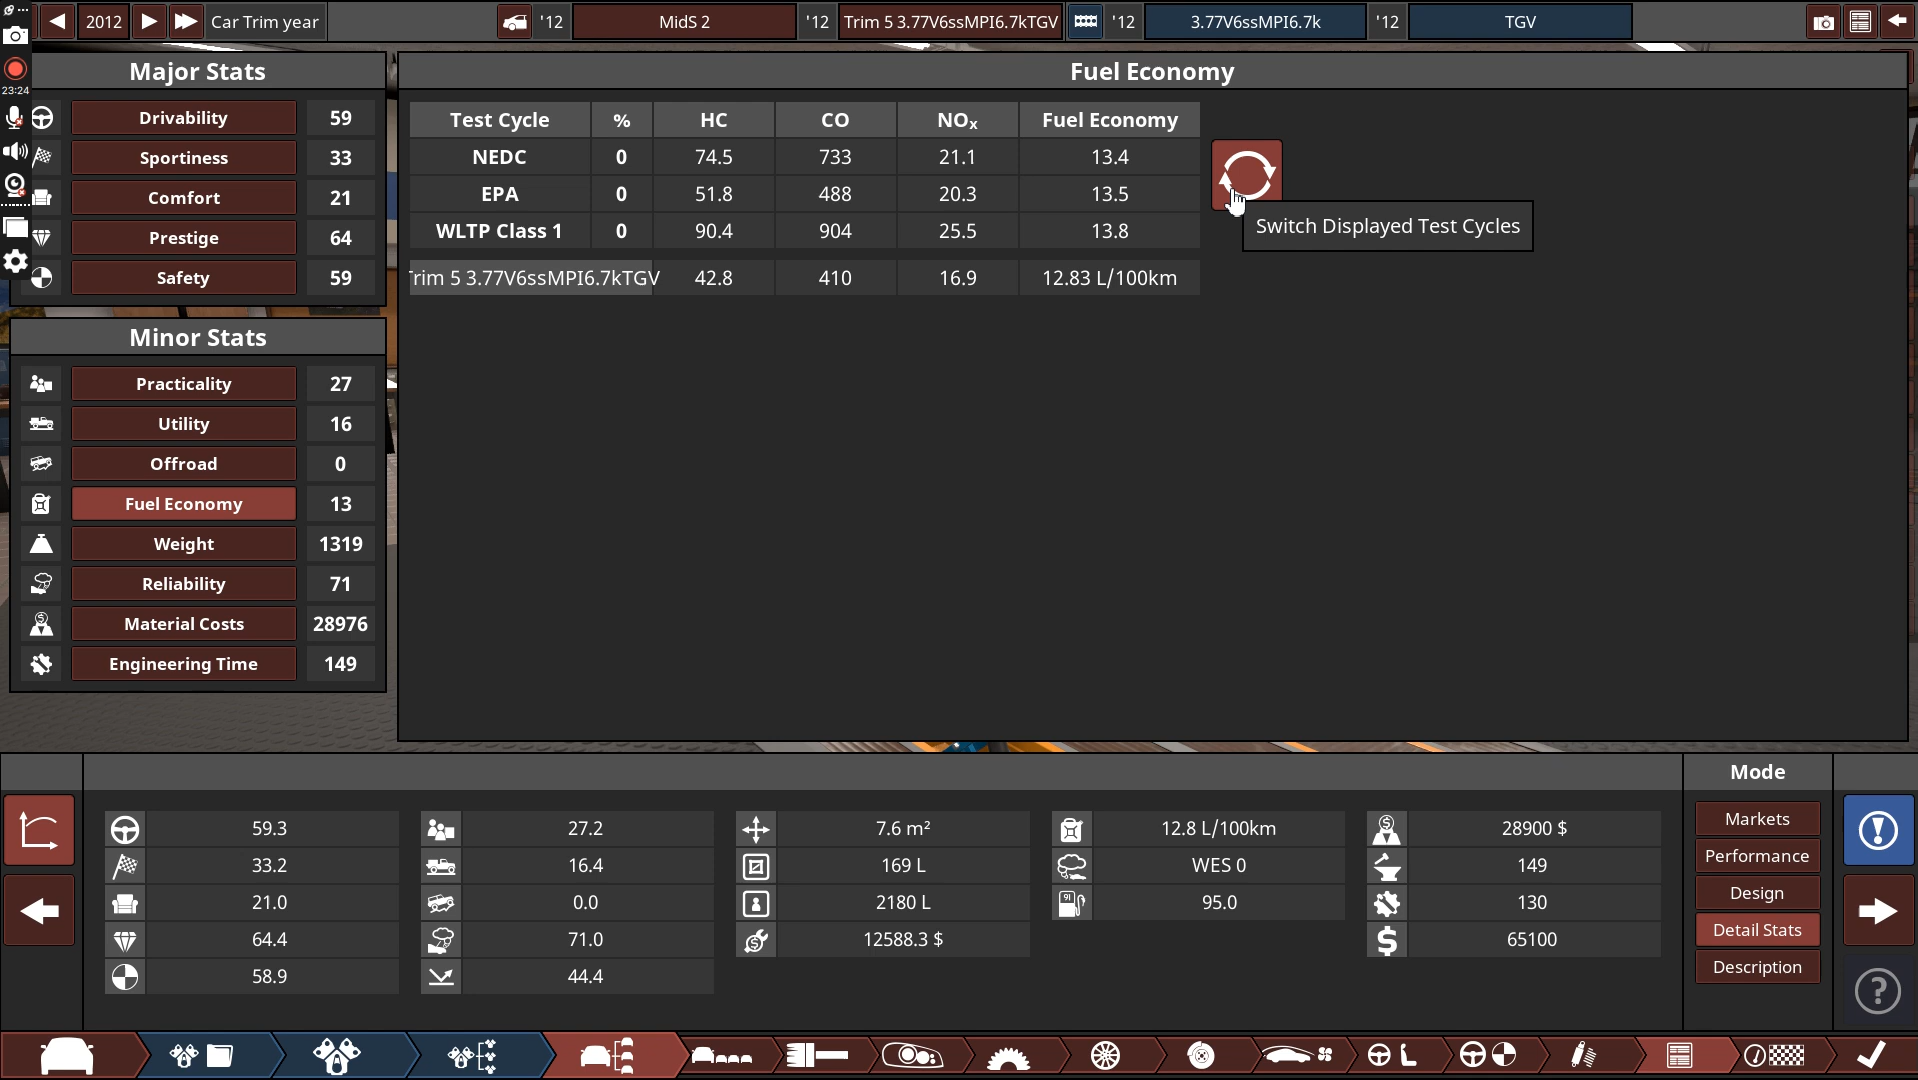 2012
Car Trim year
'12
MidS 2
'12
Trim 5 3.77V6ssMPI6.7kTGV
'12
3.77V6ssMPI6.7k
'12
TGV
23:24
Major Stats
Drivability 59
Sportiness 33
Comfort 21
Prestige 64
Safety 59
Minor Stats
Practicality 27
Utility 16
Offroad 0
Fuel Economy 13
Weight 1319
Reliability 71
Material Costs 28976
Engineering Time 149
Fuel Economy
Test Cycle % HC CO NOₓ Fuel Economy
NEDC 0 74.5 733 21.1 13.4
EPA 0 51.8 488 20.3 13.5
WLTP Class 1 0 90.4 904 25.5 13.8
Trim 5 3.77V6ssMPI6.7kTGV 42.8 410 16.9 12.83 L/100km
Switch Displayed Test Cycles
59.3 27.2 7.6 m² 12.8 L/100km 28900 $
33.2 16.4 169 L WES 0 149
21.0 0.0 2180 L 95.0 130
64.4 71.0 12588.3 $ 65100
58.9 44.4
Mode
Markets
Performance
Design
Detail Stats
Description